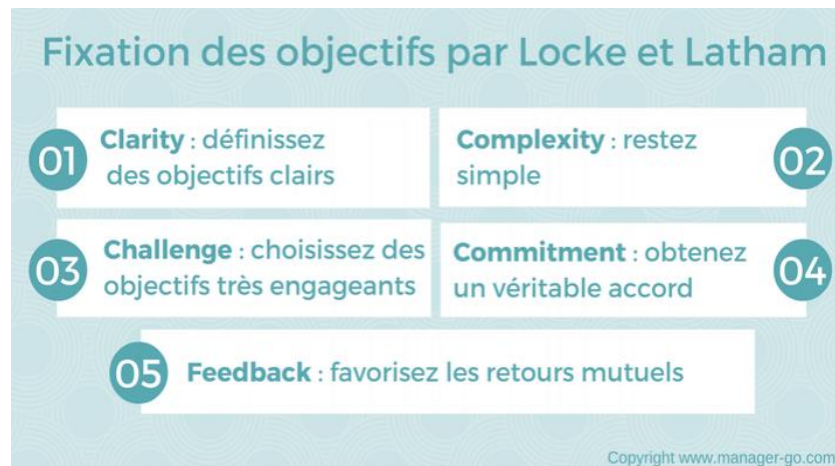 Fixation des objectifs par Locke et Latham
01
Clarity : définissez
des objectifs clairs
Complexity : restez
simple
02
03
Challenge : choisissez des
objectifs très engageants
Commitment : obtenez
un véritable accord
04
05
Feedback : favorisez les retours mutuels
Copyright www.manager-go.com